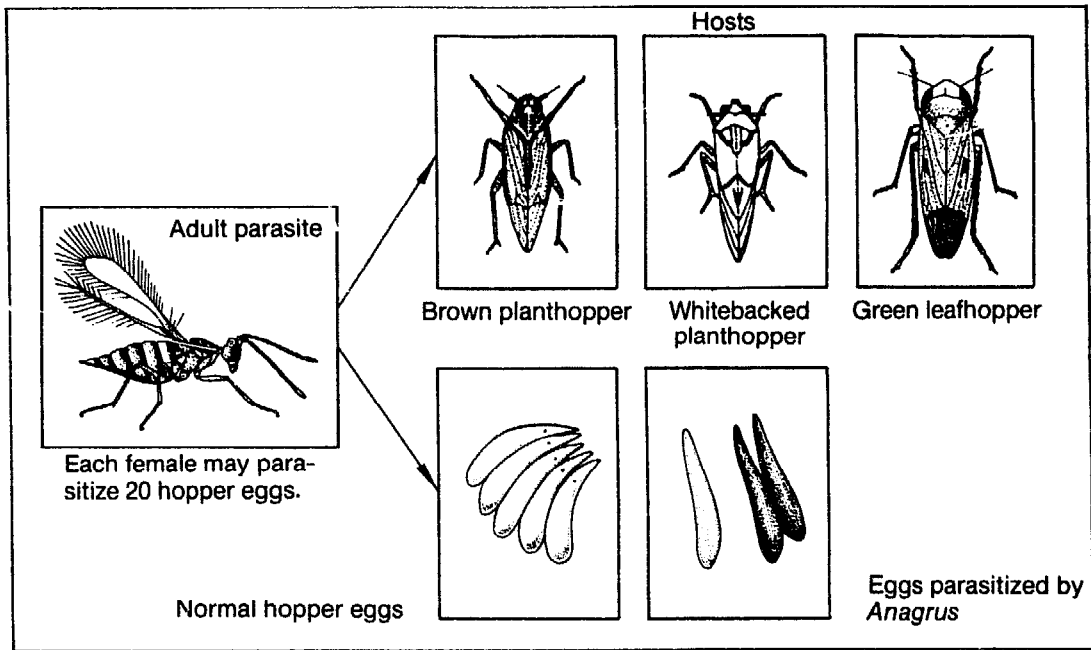 Hosts
Adult parasite
Brown planthopper
Whitebacked
planthopper
Green leafhopper
Each female may para-
sitize 20 hopper eggs.
Normal hopper eggs
Eggs parasitized by
Anagrus